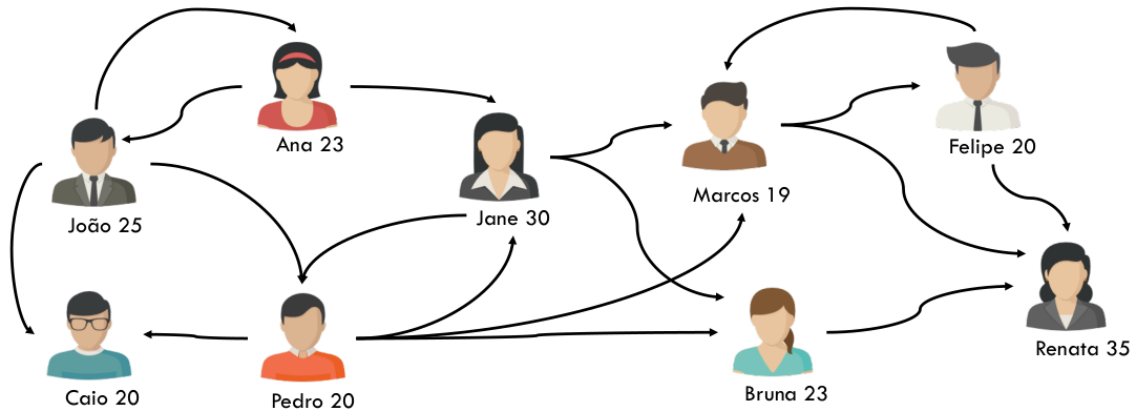 Ana 23
Felipe 20
Marcos 19
João 25
Jane 30
Renata 35
Caio 20
Pedro 20
Bruna 23